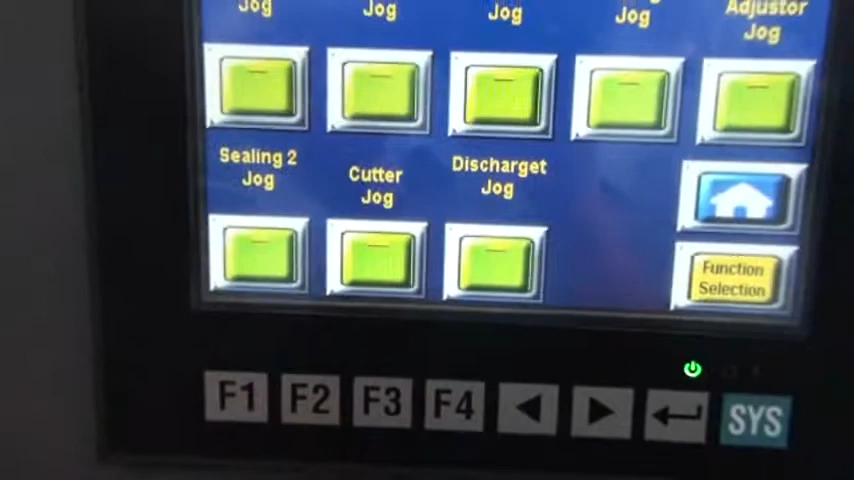 Jog
Jog
Jog
Jog
Adjustor
Jog
Sealing 2
Jog
Cutter
Jog
Discharget
Jog
Function
Selection
F1
F2
F3
F4
SYS